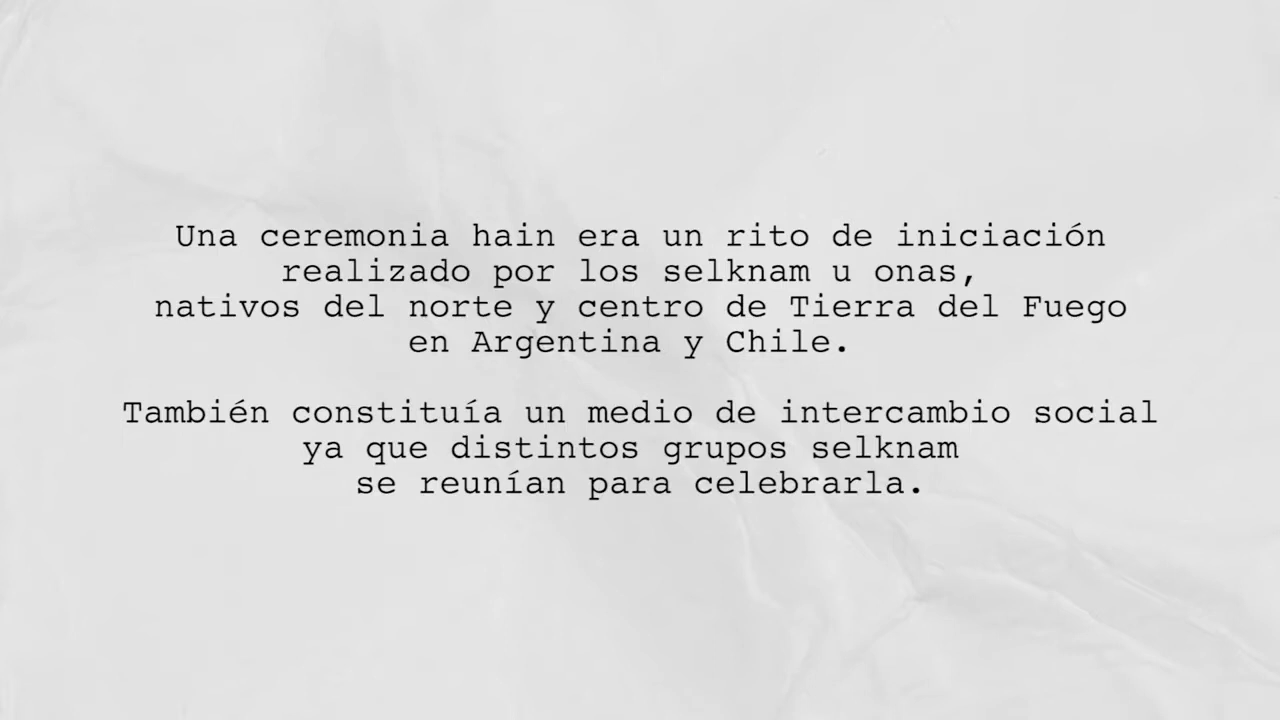 Una ceremonia hain era un rito de iniciación
realizado por los selknam u onas,
nativos del norte y centro de Tierra del Fuego
en Argentina y Chile.
También constituía un medio de intercambio social
ya que distintos grupos selknam
se reunían para celebrarla.